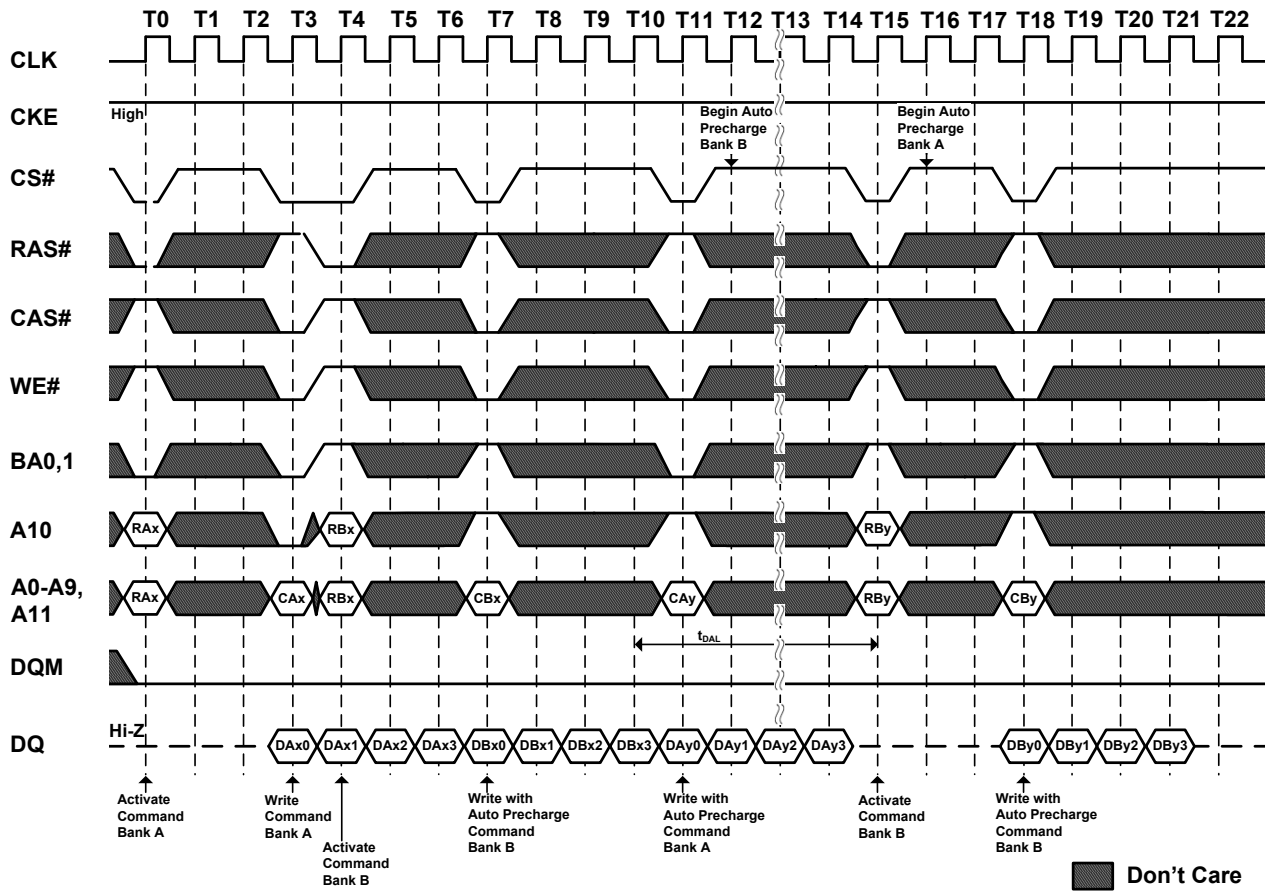 T0 T1 T2 T3 T4 T5 T6 T7 T8 T9 T10 T11 T12 T13 T14 T15 T16 T17 T18 T19 T20 T21 T22
CLK
CKE
High
Begin Auto
Precharge
Bank B
Begin Auto
Precharge
Bank A
CS#
RAS#
CAS#
WE#
BA0,1
A10
RAx RBx RBy
A0-A9,
A11
RAx CAx RBx CBx CAy RBy CBy
tDAL
DQM
Hi-Z
DQ
DAx0 DAx1 DAx2 DAx3 DBx0 DBx1 DBx2 DBx3 DAy0 DAy1 DAy2 DAy3 DBy0 DBy1 DBy2 DBy3
Activate
Command
Bank A
Write
Command
Bank A
Activate
Command
Bank B
Write with
Auto Precharge
Command
Bank B
Write with
Auto Precharge
Command
Bank A
Activate
Command
Bank B
Write with
Auto Precharge
Command
Bank B
Don't Care